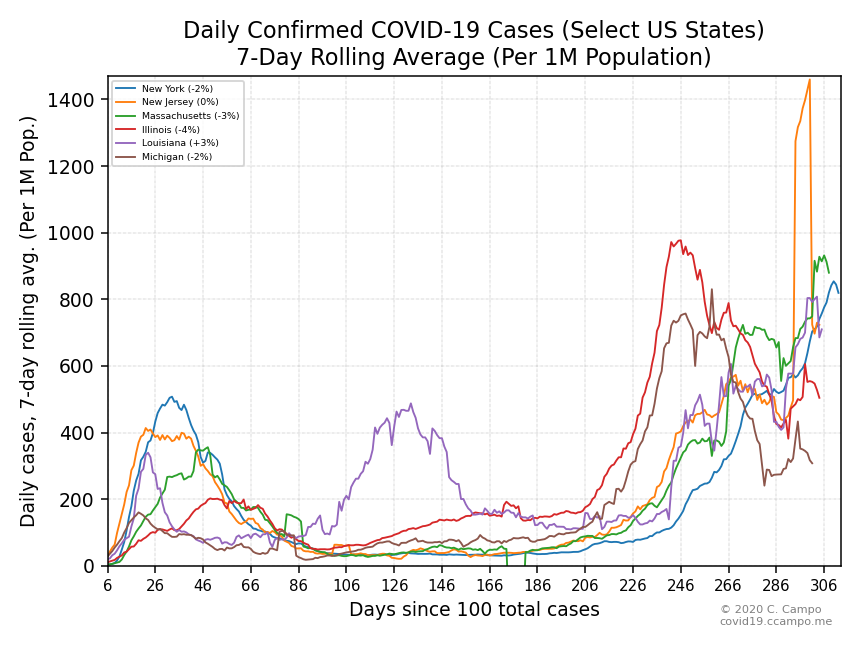 Daily Confirmed COVID-19 Cases (Select US States)
7-Day Rolling Average (Per 1M Population)
Daily cases, 7-day rolling avg. (Per 1M Pop.)
1400
1200
1000
800
600
400
200
0
New York (-2%)
New Jersey (0%)
Massachusetts (-3%)
Illinois (-4%)
Louisiana (+3%)
Michigan (-2%)
6 26 46 66 86 106 126 146 166 186 206 226 246 266 286 306
Days since 100 total cases
© 2020 C. Campo
covid19.ccampo.me